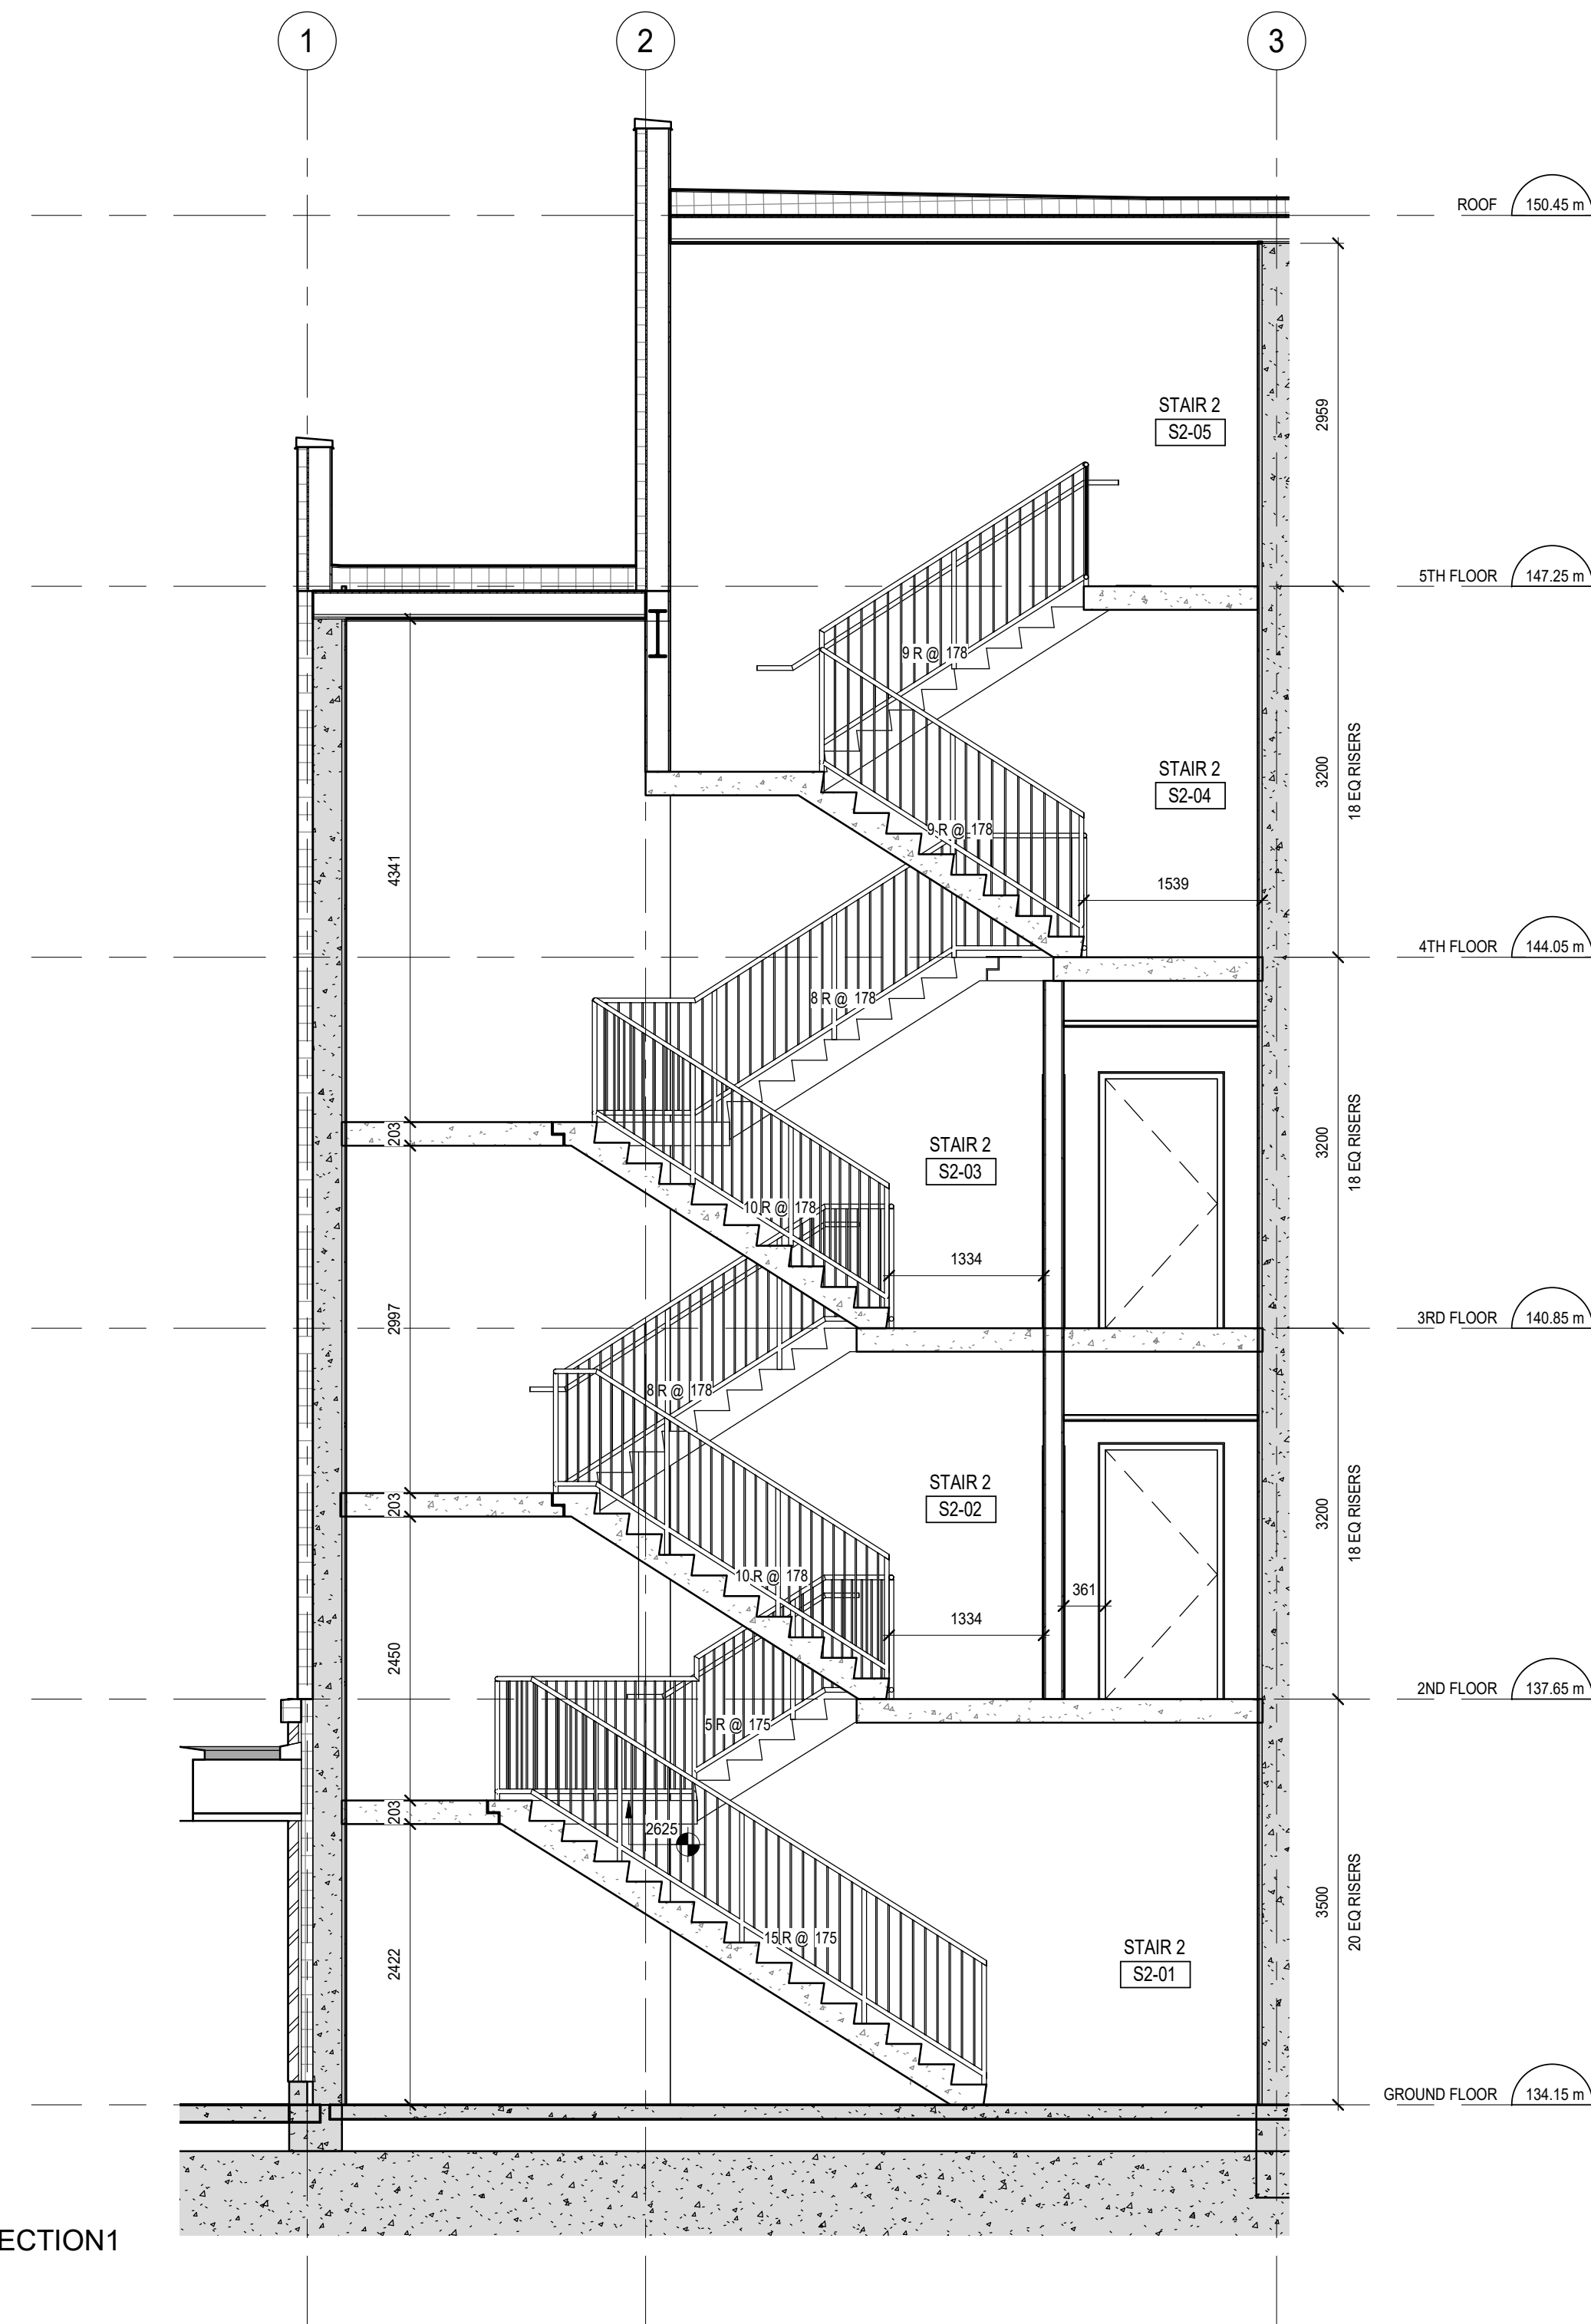 1
2
3
ROOF 150.45 m
STAIR 2
S2-05
2959
5TH FLOOR 147.25 m
9 R @ 178
STAIR 2
S2-04
3200
18 EQ RISERS
9 R @ 178
4341
1539
4TH FLOOR 144.05 m
8 R @ 178
203
STAIR 2
S2-03
3200
18 EQ RISERS
10 R @ 178
1334
2997
3RD FLOOR 140.85 m
8 R @ 178
203
STAIR 2
S2-02
3200
18 EQ RISERS
10 R @ 178
361
1334
2450
2ND FLOOR 137.65 m
5 R @ 175
203
2625
15 R @ 175
3500
20 EQ RISERS
STAIR 2
S2-01
2422
GROUND FLOOR 134.15 m
ECTION1